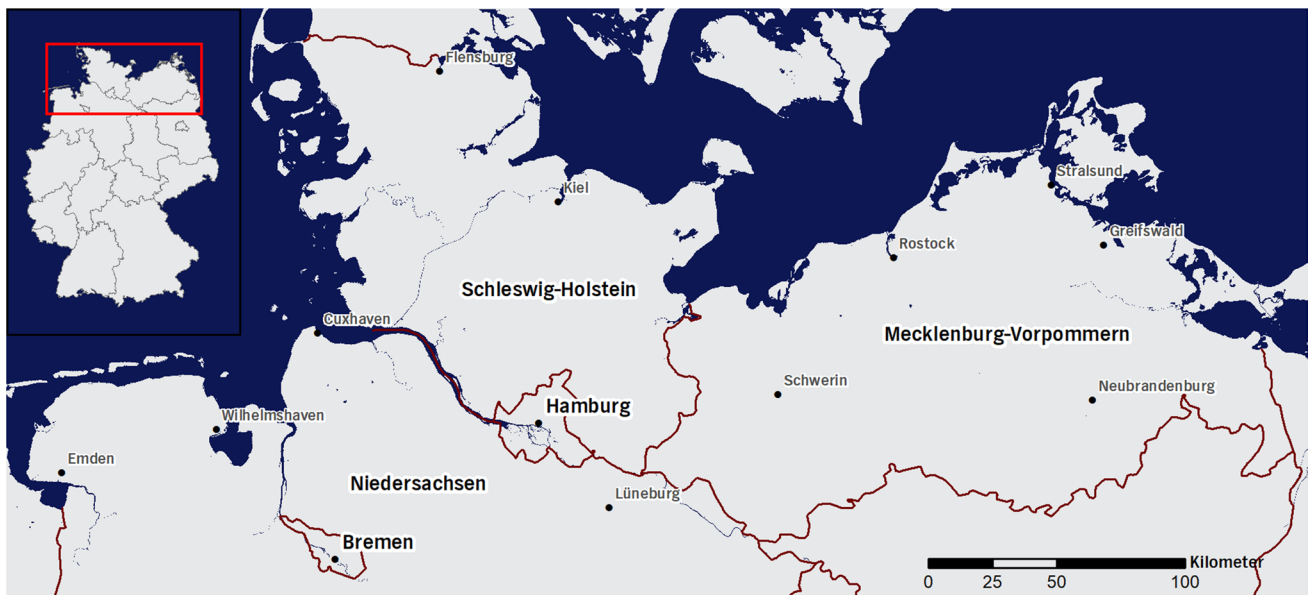 Flensburg
Kiel
Stralsund
Greifswald
Rostock
Schleswig-Holstein
Cuxhaven
Mecklenburg-Vorpommern
Schwerin
Neubrandenburg
Hamburg
Wilhelmshaven
Emden
Niedersachsen
Lüneburg
Bremen
Kilometer
0 25 50 100